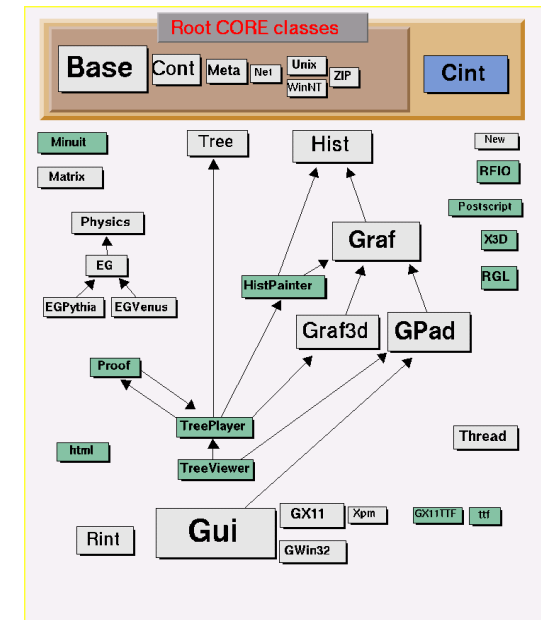 Root CORE classes
Base
Cont
Meta
Net
Unix
WinNT
ZIP
Cint
Minuit
Matrix
Tree
Hist
New
RFIO
Postscript
X3D
RGL
Physics
EG
EGPythia
EGVenus
Graf
HistPainter
Graf3d
GPad
Proof
TreePlayer
TreeViewer
html
Thread
Gui
GX11
Xpm
GX11TTF
ttf
Rint
GWin32